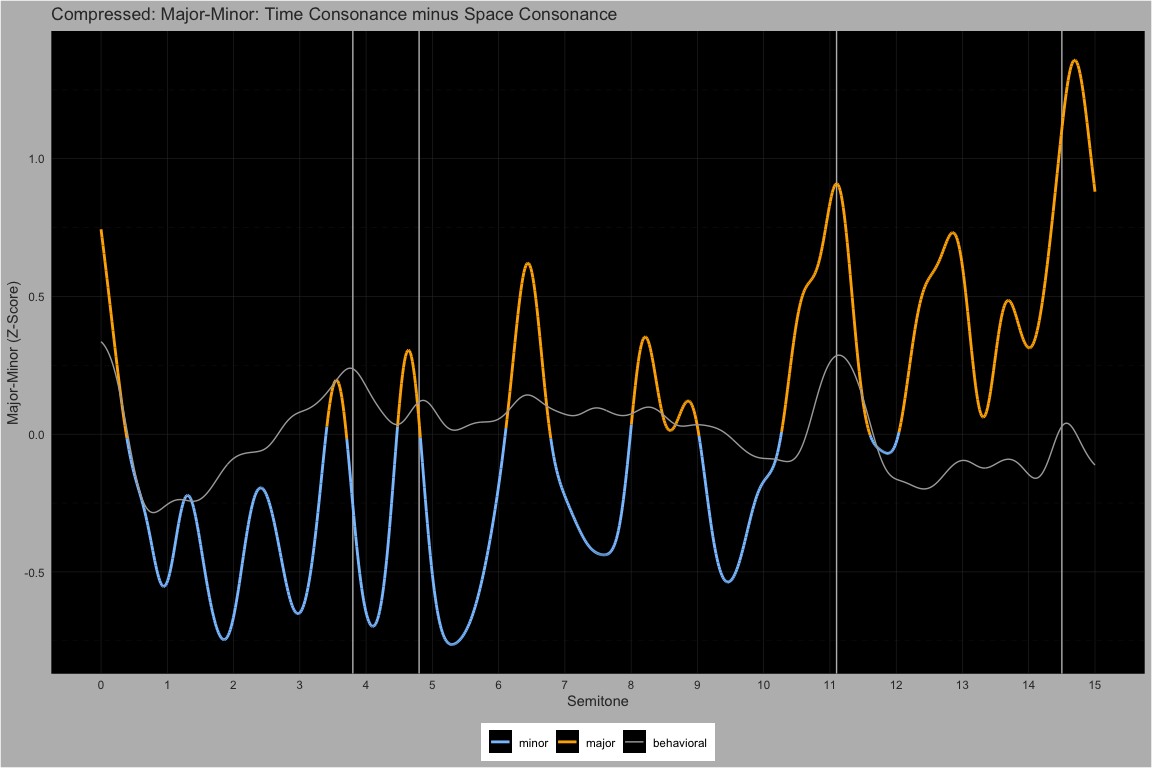 Compressed: Major-Minor: Time Consonance minus Space Consonance
Major-Minor (Z-Score)
1.0
0.5
0.0
-0.5
0 1 2 3 4 5 6 7 8 9 10 11 12 13 14 15
Semitone
minor major behavioral